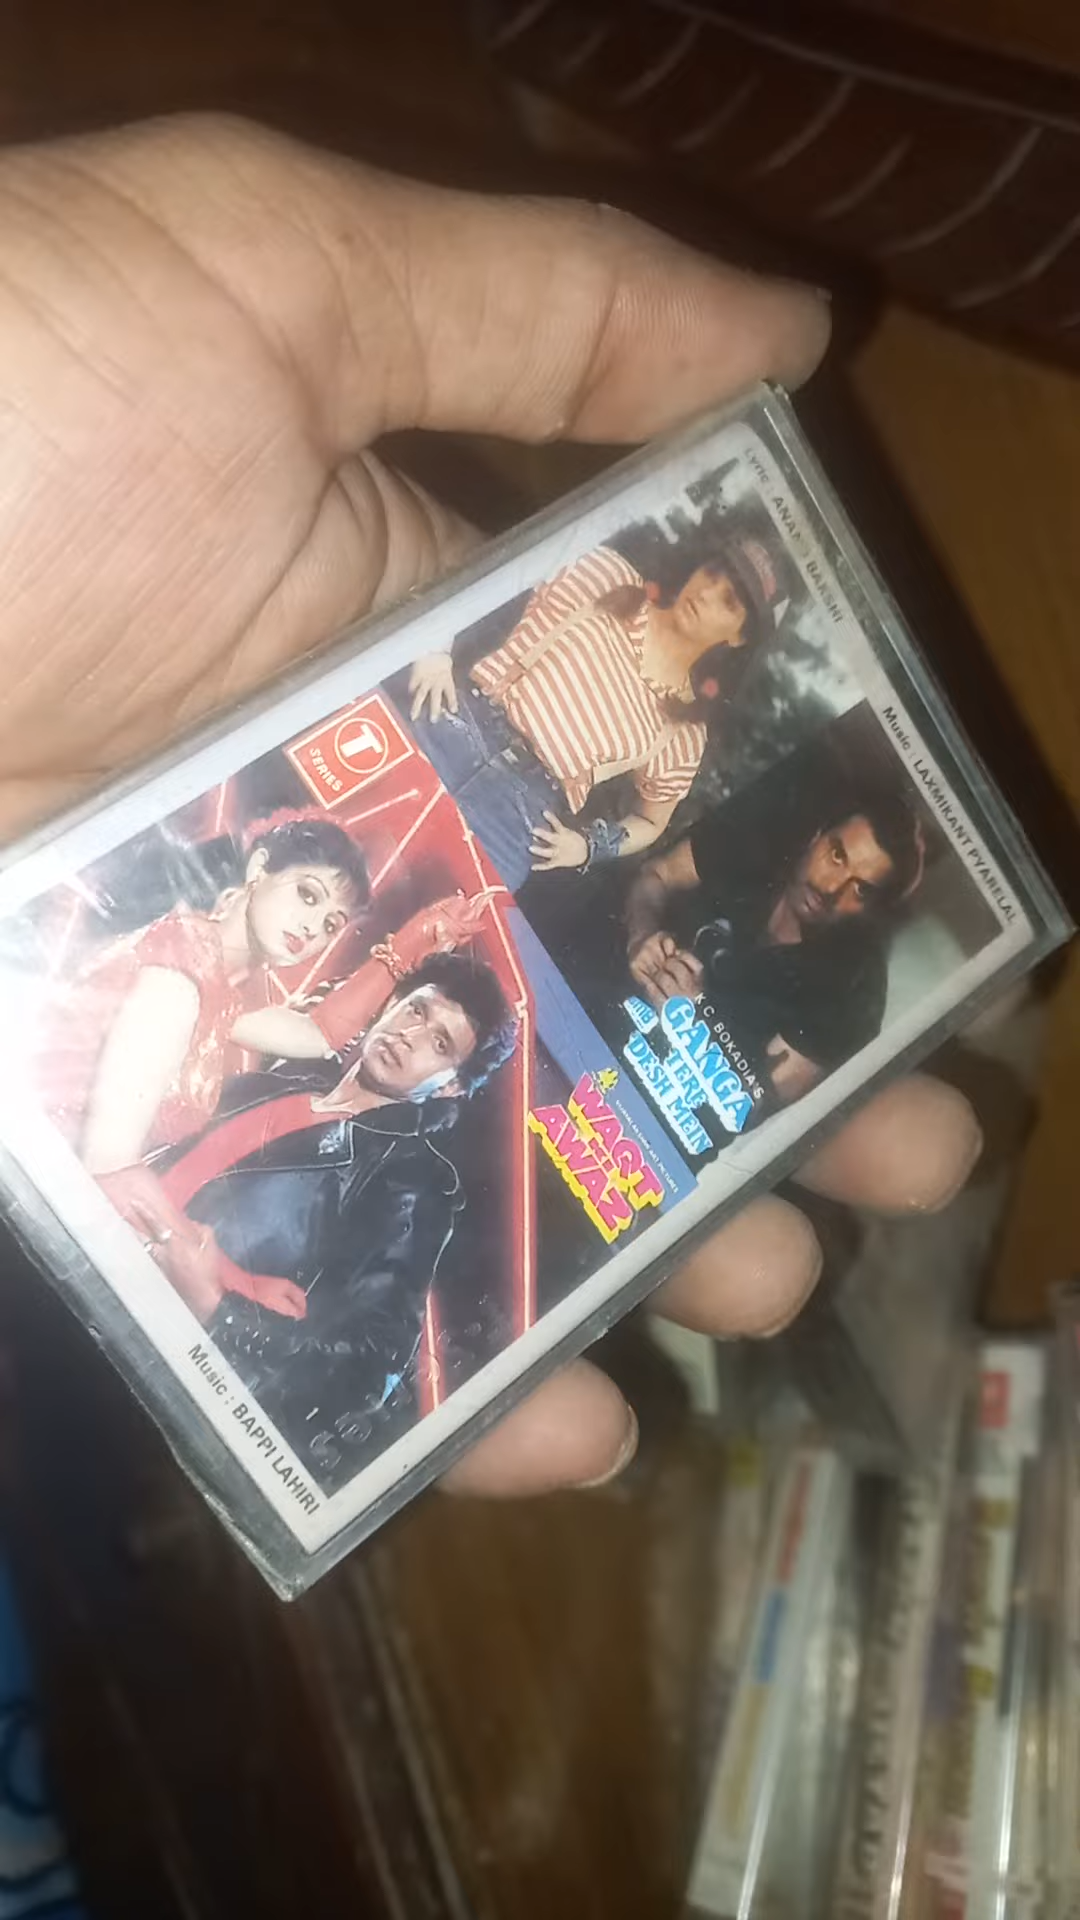 Lyric : ANAND BAKSHI
Music : LAXMIKANT PYARELAL
T
SERIES
K C BOKADIA'S
GANGA
TERE
DESH MEIN
WAQT
KI
AWAZ
Music : BAPPI LAHIRI